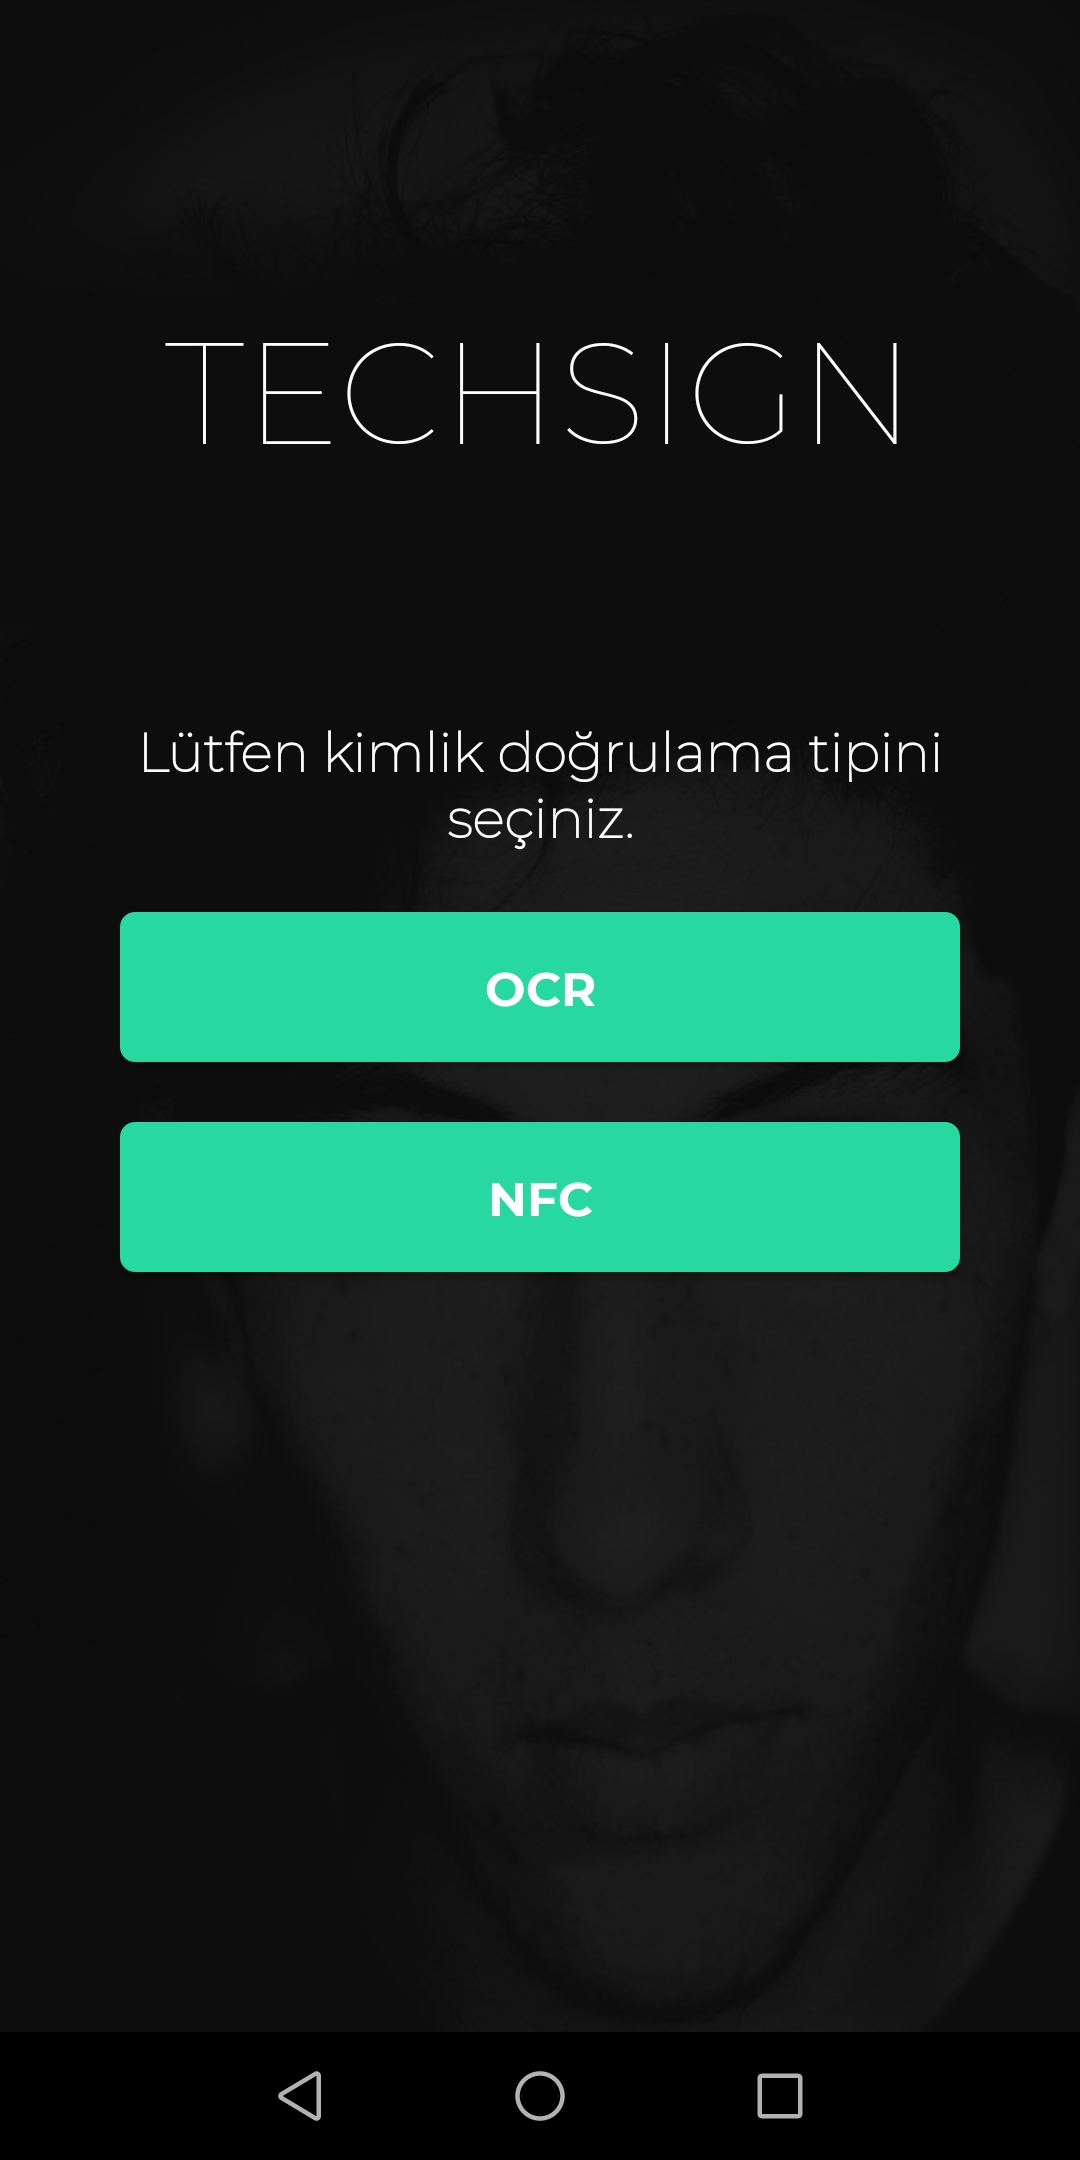 TECHSIGN
Lütfen kimlik doğrulama tipini
seçiniz.
OCR
NFC